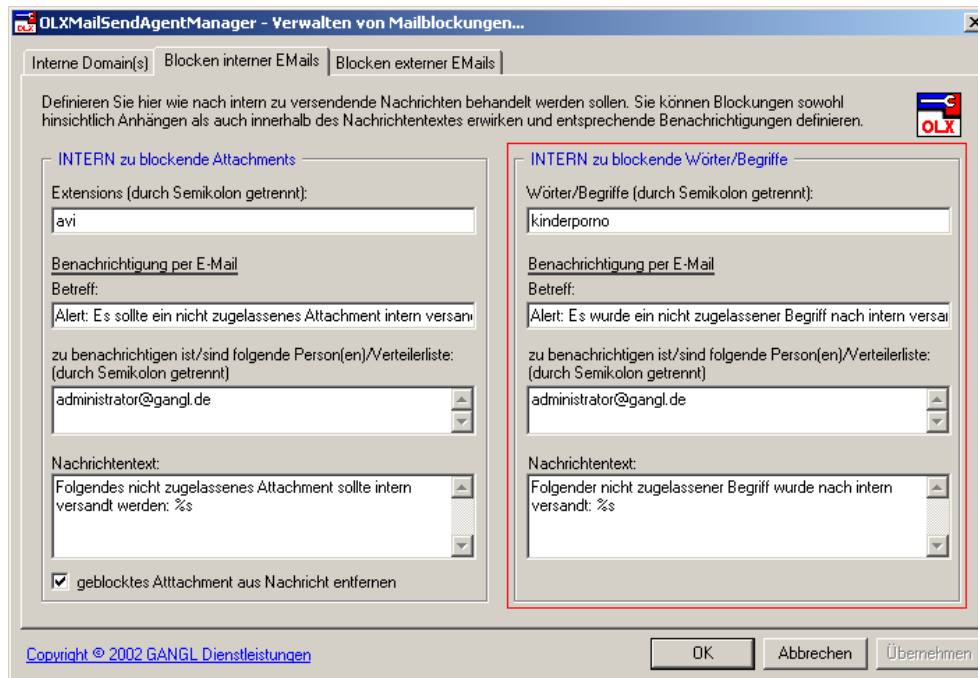 OLXMailSendAgentManager - Verwalten von Mailblockungen...
Interne Domain(s)
Blocken interner EMails
Blocken externer EMails
Definieren Sie hier wie nach intern zu versendende Nachrichten behandelt werden sollen. Sie können Blockungen sowohl
hinsichtlich Anhängen als auch innerhalb des Nachrichtentextes erwirken und entsprechende Benachrichtigungen definieren.
OLX
INTERN zu blockende Attachments
Extensions (durch Semikolon getrennt):
avi
Benachrichtigung per E-Mail
Betreff:
Alert: Es sollte ein nicht zugelassenes Attachment intern versan
zu benachrichtigen ist/sind folgende Person(en)/Verteilerliste:
(durch Semikolon getrennt)
administrator@gangl.de
Nachrichtentext:
Folgendes nicht zugelassenes Attachment sollte intern
versandt werden: %s
geblocktes Atttachment aus Nachricht entfernen
INTERN zu blockende Wörter/Begriffe
Wörter/Begriffe (durch Semikolon getrennt):
kinderporno
Benachrichtigung per E-Mail
Betreff:
Alert: Es wurde ein nicht zugelassener Begriff nach intern versa
zu benachrichtigen ist/sind folgende Person(en)/Verteilerliste:
(durch Semikolon getrennt)
administrator@gangl.de
Nachrichtentext:
Folgender nicht zugelassener Begriff wurde nach intern
versandt: %s
Copyright © 2002 GANGL Dienstleistungen
OK
Abbrechen
Übernehmen